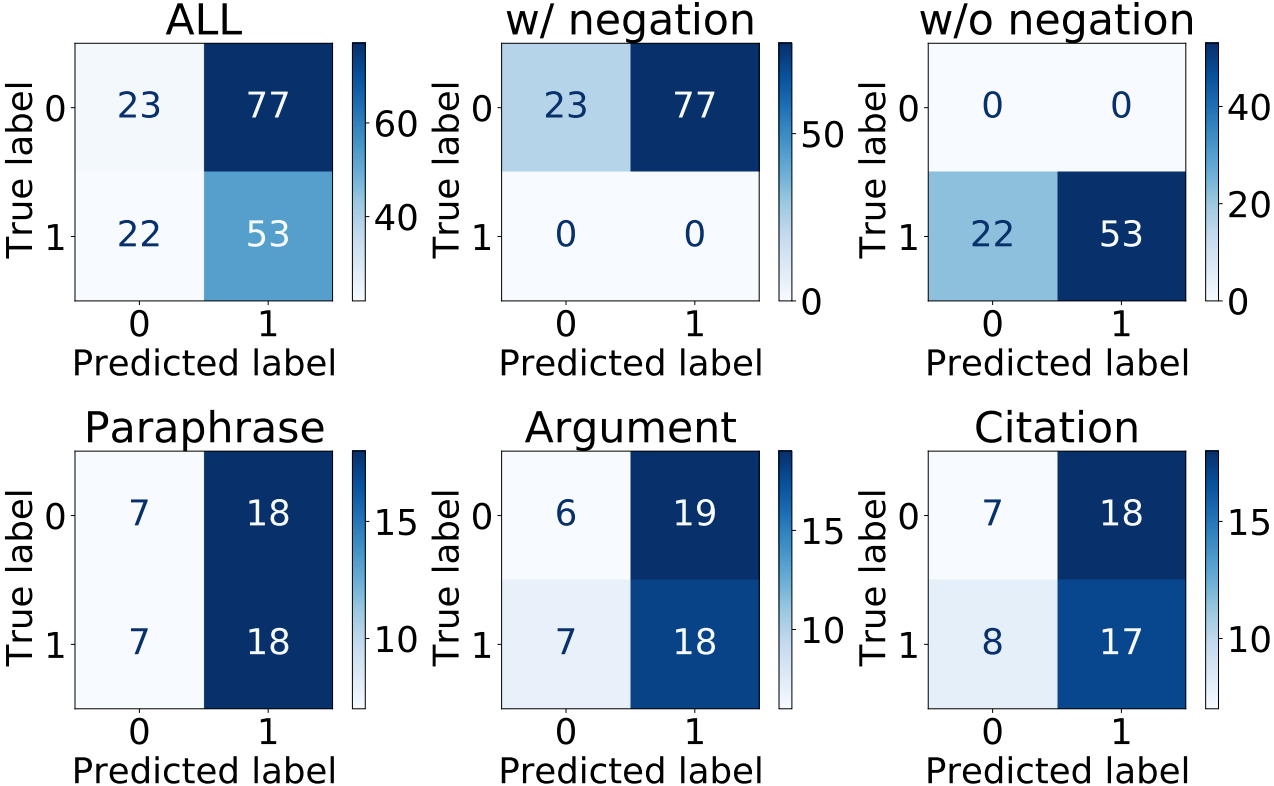 ALL
True label
0
1
23 77
22 53
60
40
0 1
Predicted label
w/ negation
True label
0
1
23 77
0 0
50
0
0 1
Predicted label
w/o negation
True label
0
1
0 0
22 53
40
20
0
0 1
Predicted label
Paraphrase
True label
0
1
7 18
7 18
15
10
0 1
Predicted label
Argument
True label
0
1
6 19
7 18
15
10
0 1
Predicted label
Citation
True label
0
1
7 18
8 17
15
10
0 1
Predicted label